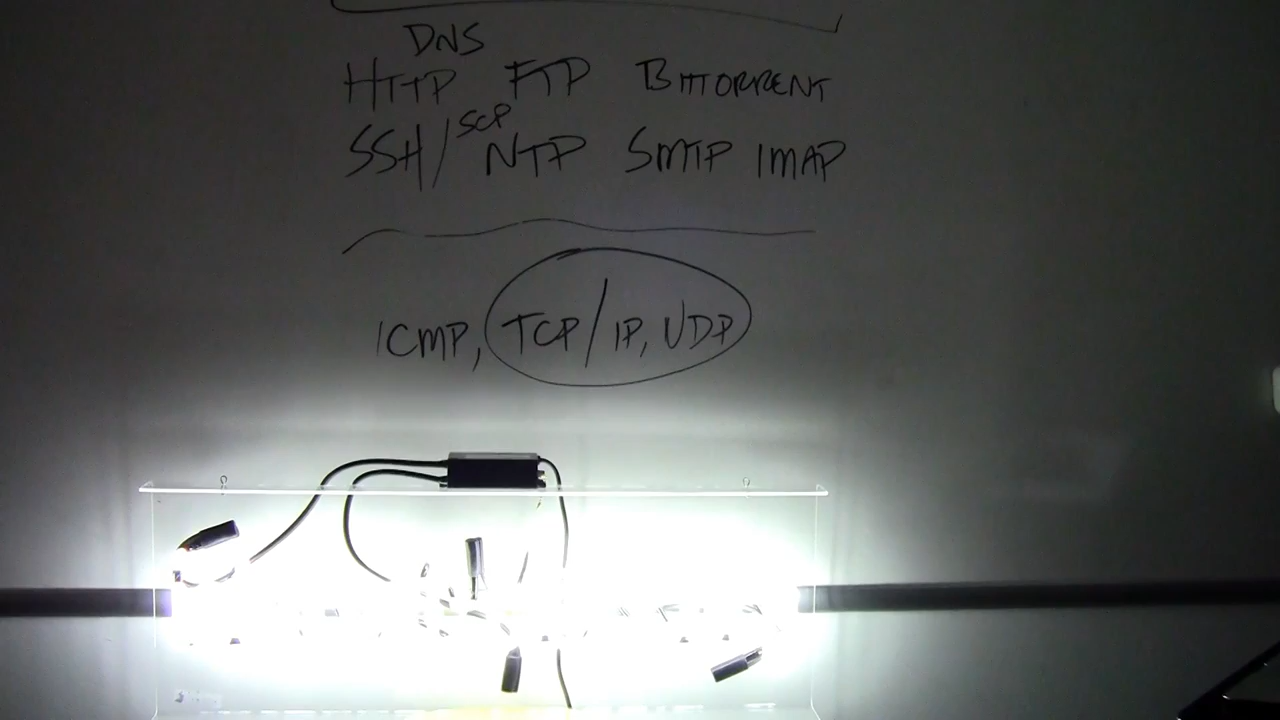 DNS
HTTP FTP BITTORRENT
SSH/SCP NTP SMTP IMAP
ICMP, TCP/IP, UDP